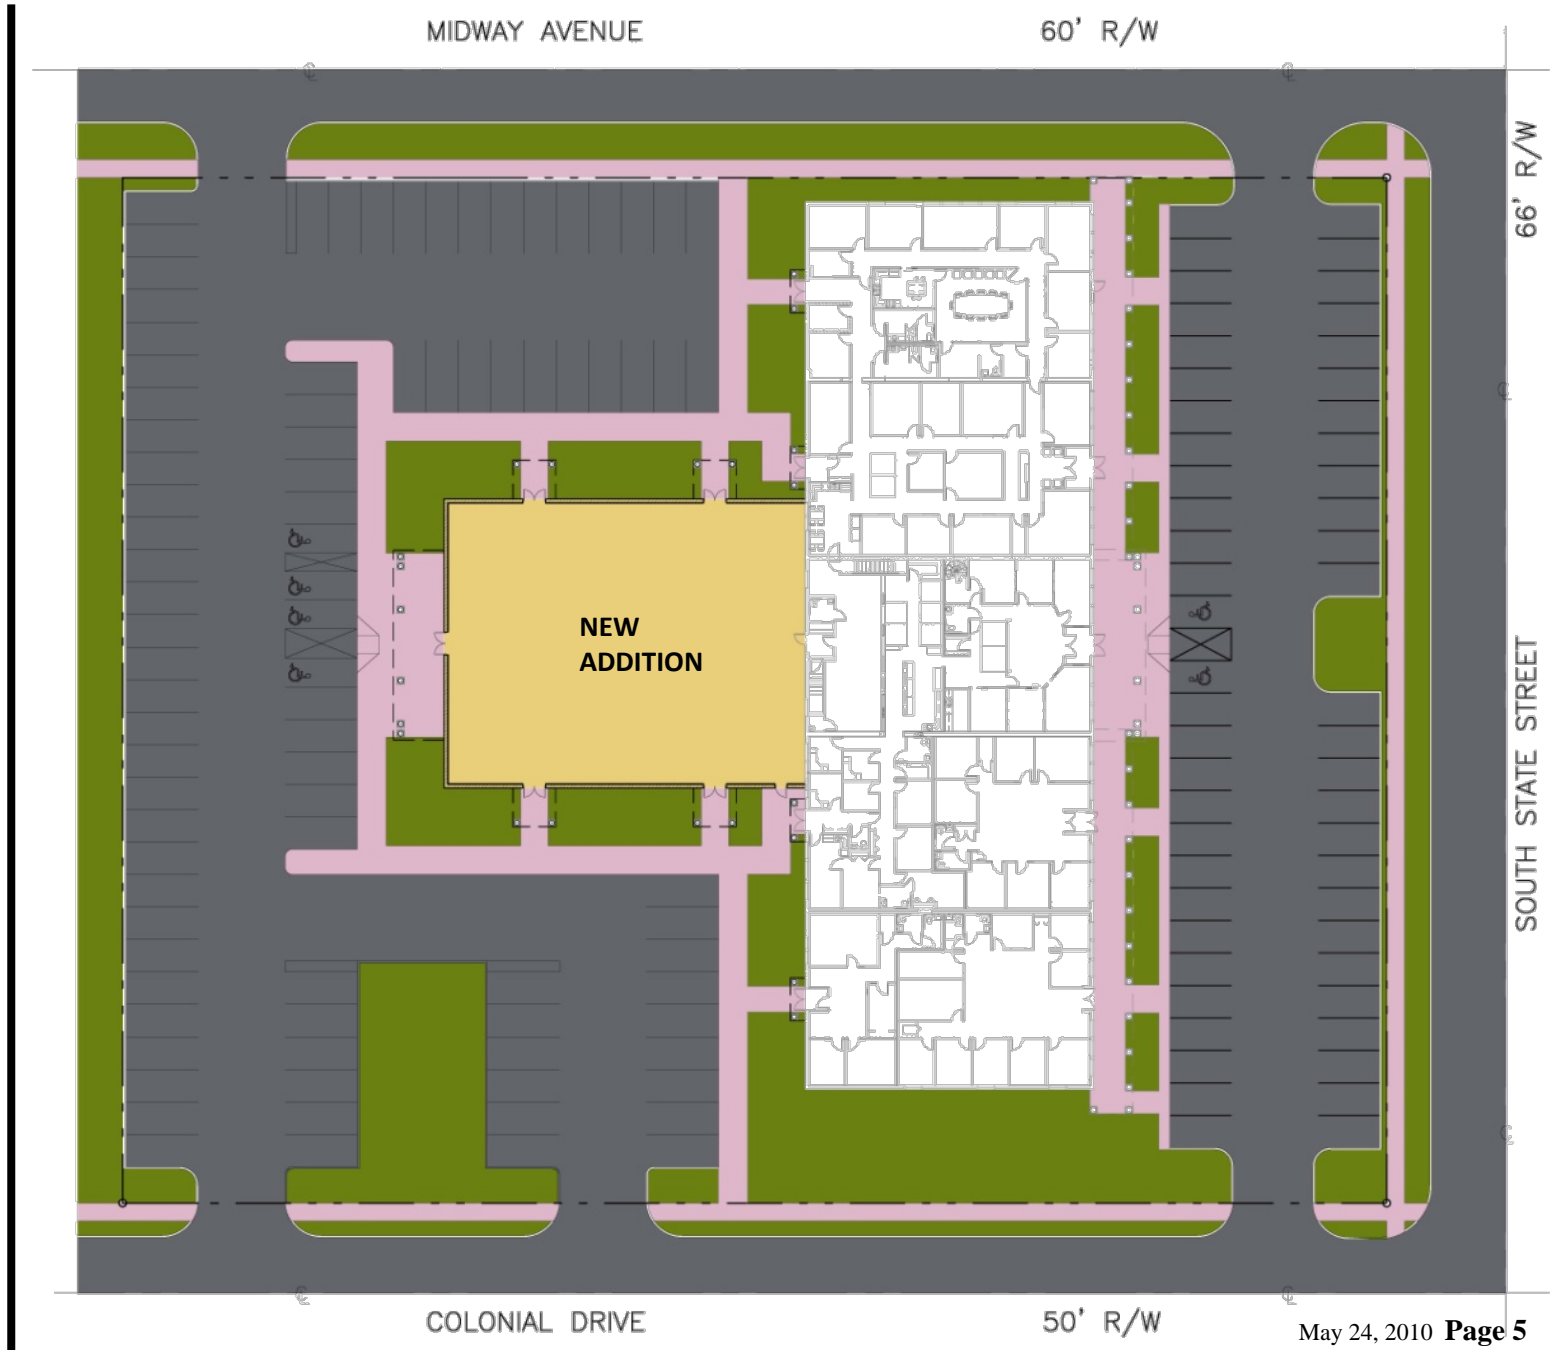 MIDWAY AVENUE
60' R/W
66' R/W
NEW
ADDITION
SOUTH STATE STREET
COLONIAL DRIVE
50' R/W
May 24, 2010 Page 5